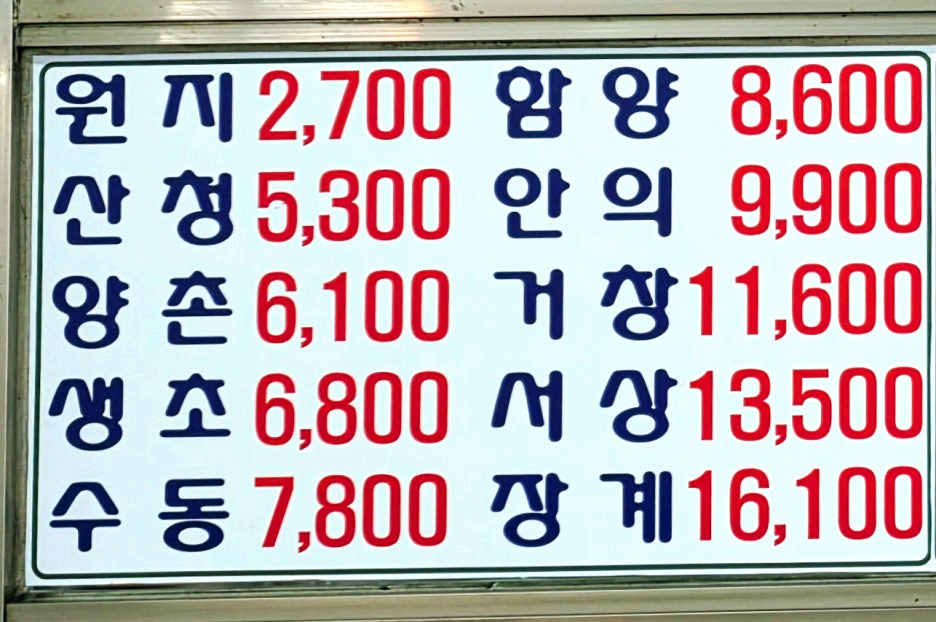 원지 2,700 함양 8,600
산청 5,300 안의 9,900
양촌 6,100 거창 11,600
생초 6,800 서상 13,500
수동 7,800 장계 16,100